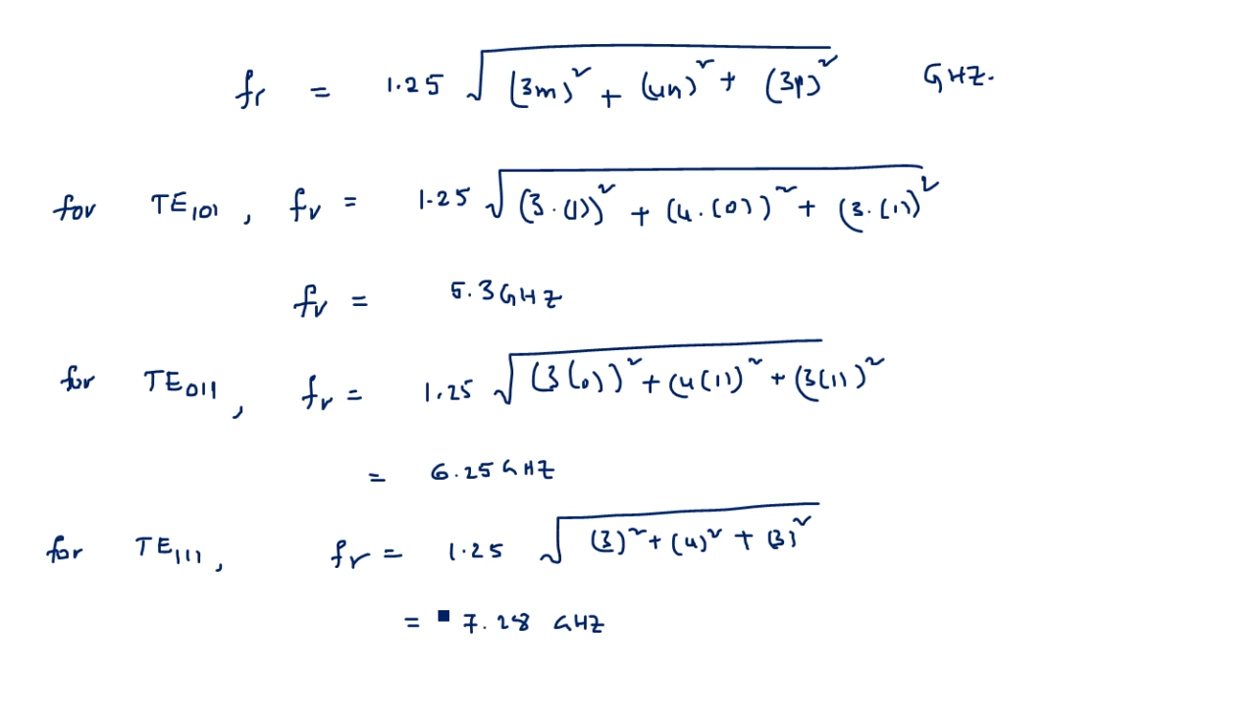 fr = 1.25 √((3m)² + (4n)² + (3p)²) GHZ.
for TE₁₀₁, fr = 1.25 √((3.(1))² + (4.(0))² + (3.(1))²
fr = 5.3 GHZ
for TE₀₁₁, fr = 1.25 √((3(0))² + (4(1))² + (3(1))²
= 6.25 GHZ
for TE₁₁₁, fr = 1.25 √((3)² + (4)² + (3)²
= 7.28 GHZ